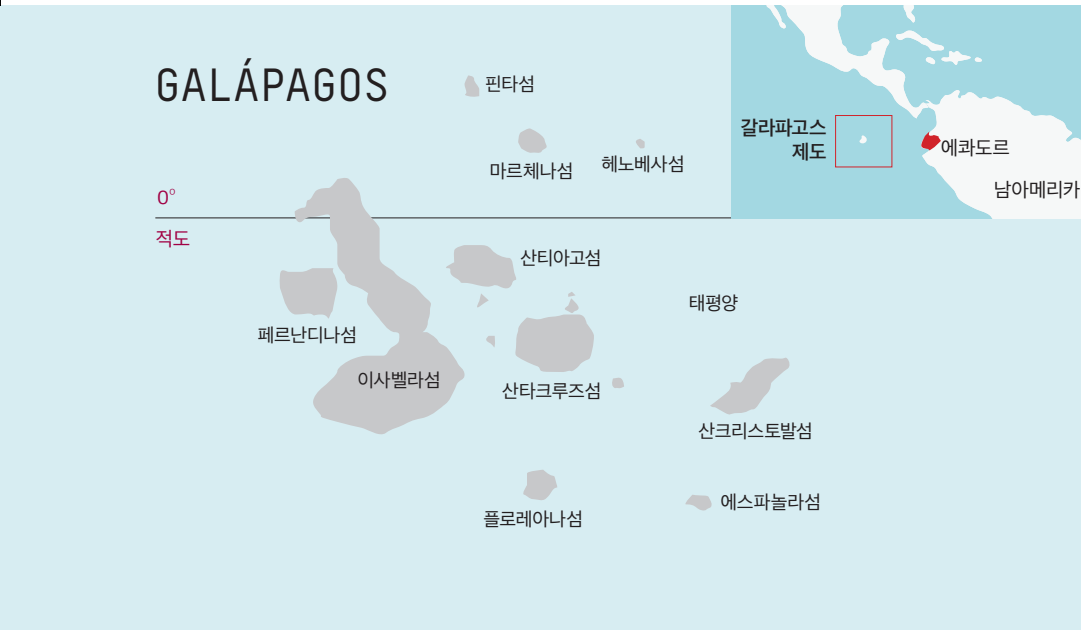 GALÁPAGOS
핀타섬
마르체나섬
헤노베사섬
갈라파고스
제도
에콰도르
남아메리카
0°
적도
산티아고섬
태평양
페르난디나섬
이사벨라섬
산타크루즈섬
산크리스토발섬
플로레아나섬
에스파놀라섬